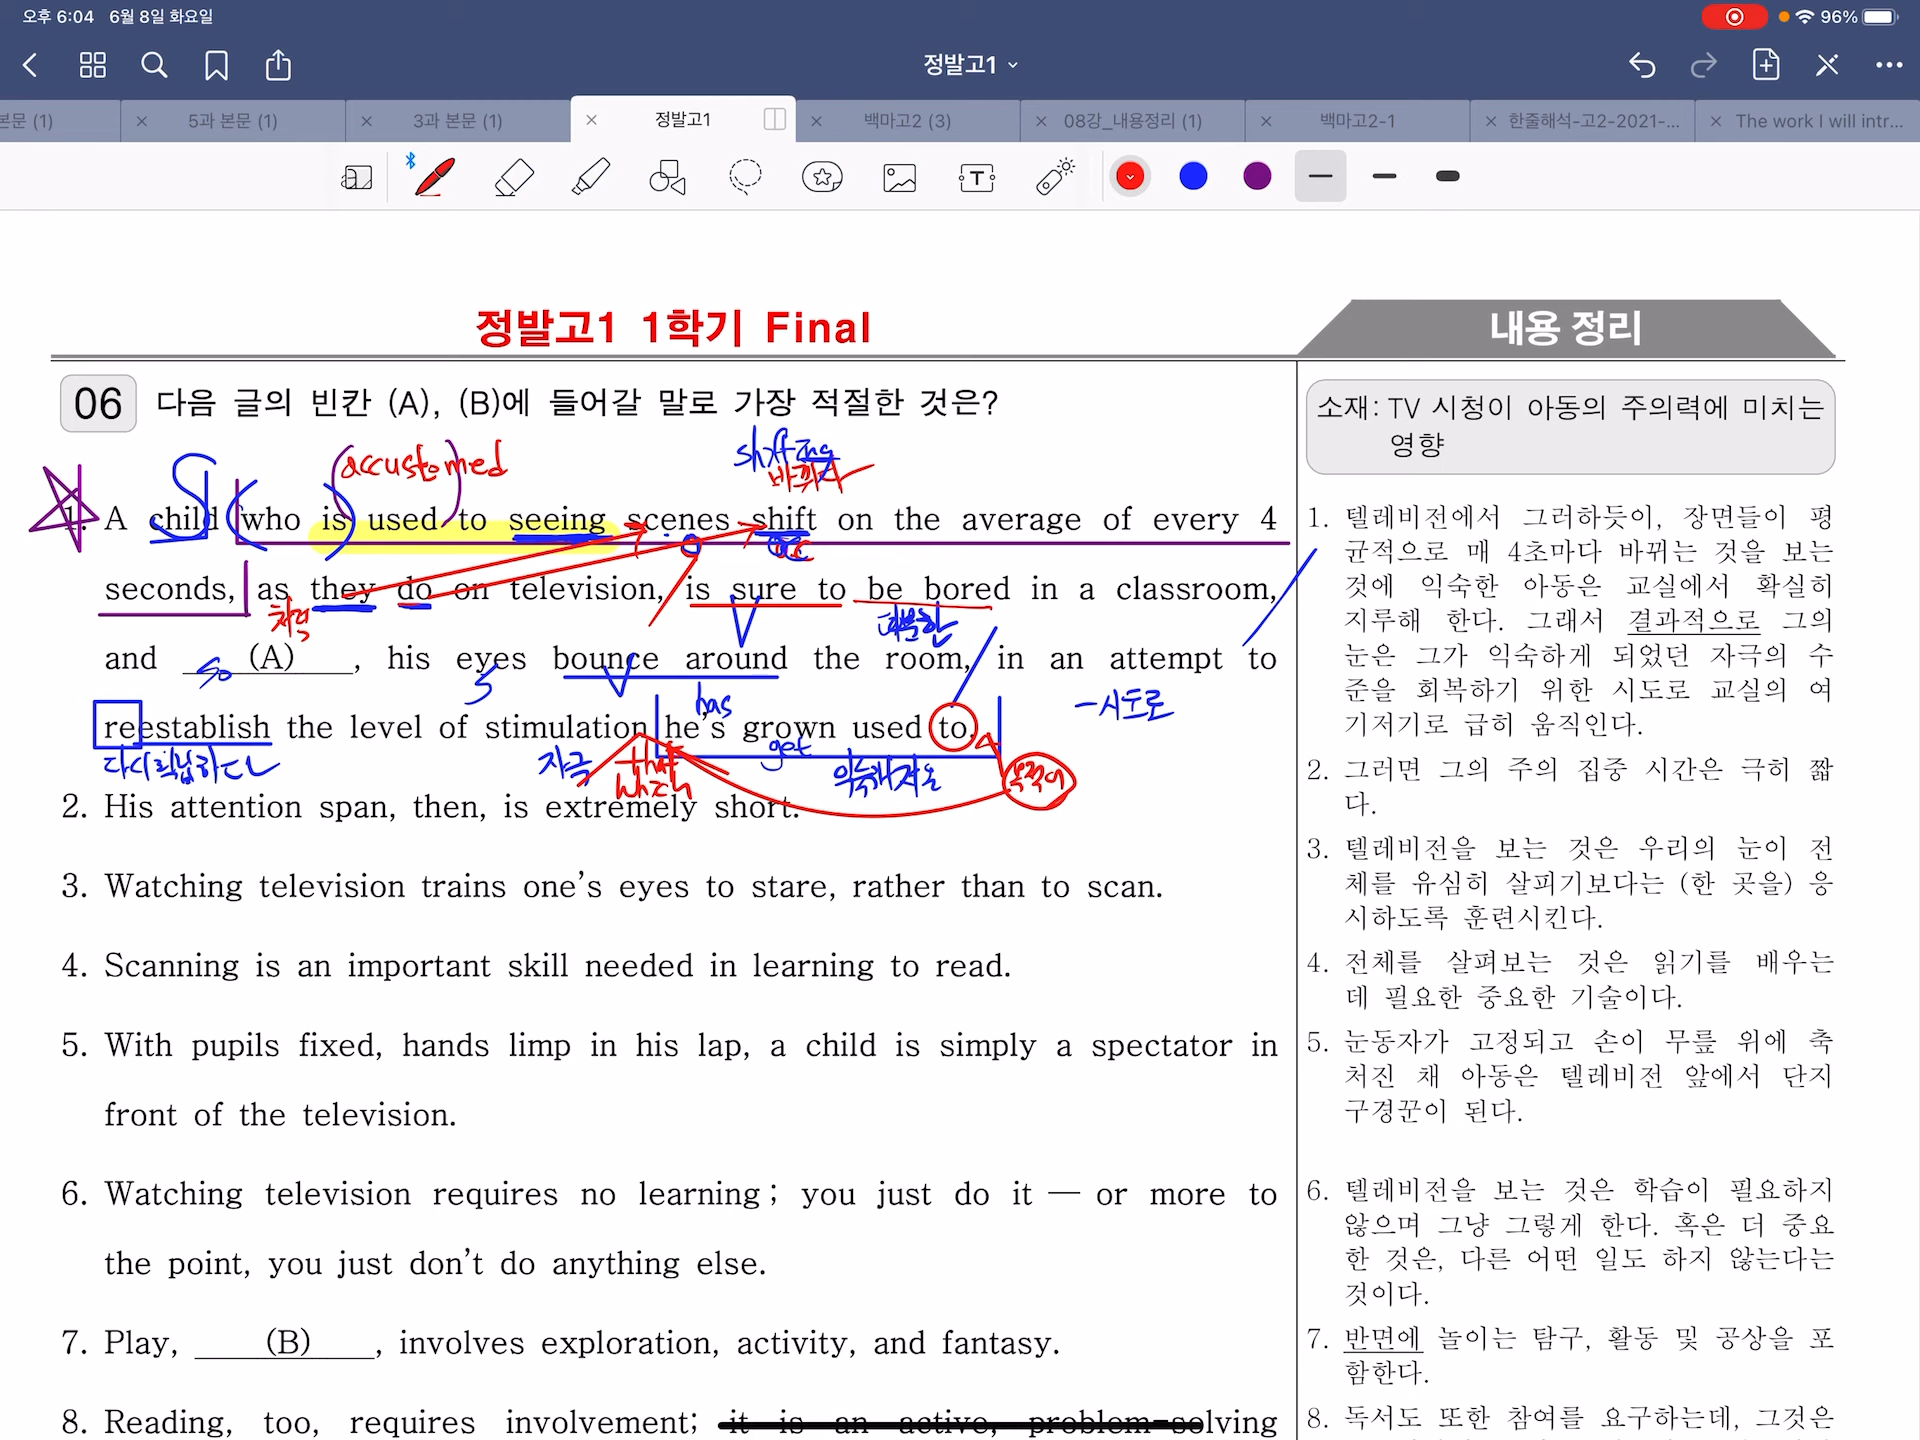 오후 6:04 6월 8일 화요일
96%
정발고1
본문 (1)
5과 본문 (1)
3과 본문 (1)
정발고1
백마고2 (3)
08강_내용정리 (1)
백마고2-1
한줄해석-고2-2021-...
The work I will intr...
정발고1 1학기 Final
내용 정리
06 다음 글의 빈칸 (A), (B)에 들어갈 말로 가장 적절한 것은?
소재: TV 시청이 아동의 주의력에 미치는
영향
accustomed
shifting
바뀌다
S
1. A child who is used to seeing scenes shift on the average of every 4
O.C
seconds, as they do on television, is sure to be bored in a classroom,
V
and so (A) , his eyes bounce around the room, in an attempt to
S V
has
-시도로
reestablish the level of stimulation he's grown used to.
다시확립하다
자극
that
which
get
익숙해져온
목적어
2. His attention span, then, is extremely short.
3. Watching television trains one's eyes to stare, rather than to scan.
4. Scanning is an important skill needed in learning to read.
5. With pupils fixed, hands limp in his lap, a child is simply a spectator in
front of the television.
6. Watching television requires no learning; you just do it — or more to
the point, you just don't do anything else.
7. Play, (B) , involves exploration, activity, and fantasy.
8. Reading, too, requires involvement; it is an active, problem-solving
1. 텔레비전에서 그러하듯이, 장면들이 평
균적으로 매 4초마다 바뀌는 것을 보는
것에 익숙한 아동은 교실에서 확실히
지루해 한다. 그래서 결과적으로 그의
눈은 그가 익숙하게 되었던 자극의 수
준을 회복하기 위한 시도로 교실의 여
기저기로 급히 움직인다.
2. 그러면 그의 주의 집중 시간은 극히 짧
다.
3. 텔레비전을 보는 것은 우리의 눈이 전
체를 유심히 살피기보다는 (한 곳을) 응
시하도록 훈련시킨다.
4. 전체를 살펴보는 것은 읽기를 배우는
데 필요한 중요한 기술이다.
5. 눈동자가 고정되고 손이 무릎 위에 축
처진 채 아동은 텔레비전 앞에서 단지
구경꾼이 된다.
6. 텔레비전을 보는 것은 학습이 필요하지
않으며 그냥 그렇게 한다. 혹은 더 중요
한 것은, 다른 어떤 일도 하지 않는다는
것이다.
7. 반면에 놀이는 탐구, 활동 및 공상을 포
함한다.
8. 독서도 또한 참여를 요구하는데, 그것은